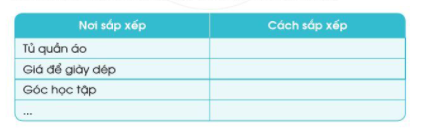 Nơi sắp xếp Cách sắp xếp
Tủ quần áo
Giá để giày dép
Góc học tập
...